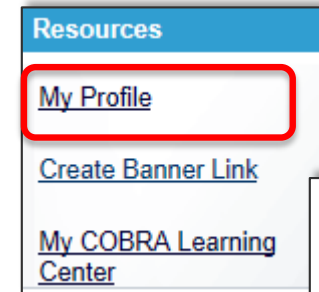 Resources
My Profile
Create Banner Link
My COBRA Learning
Center